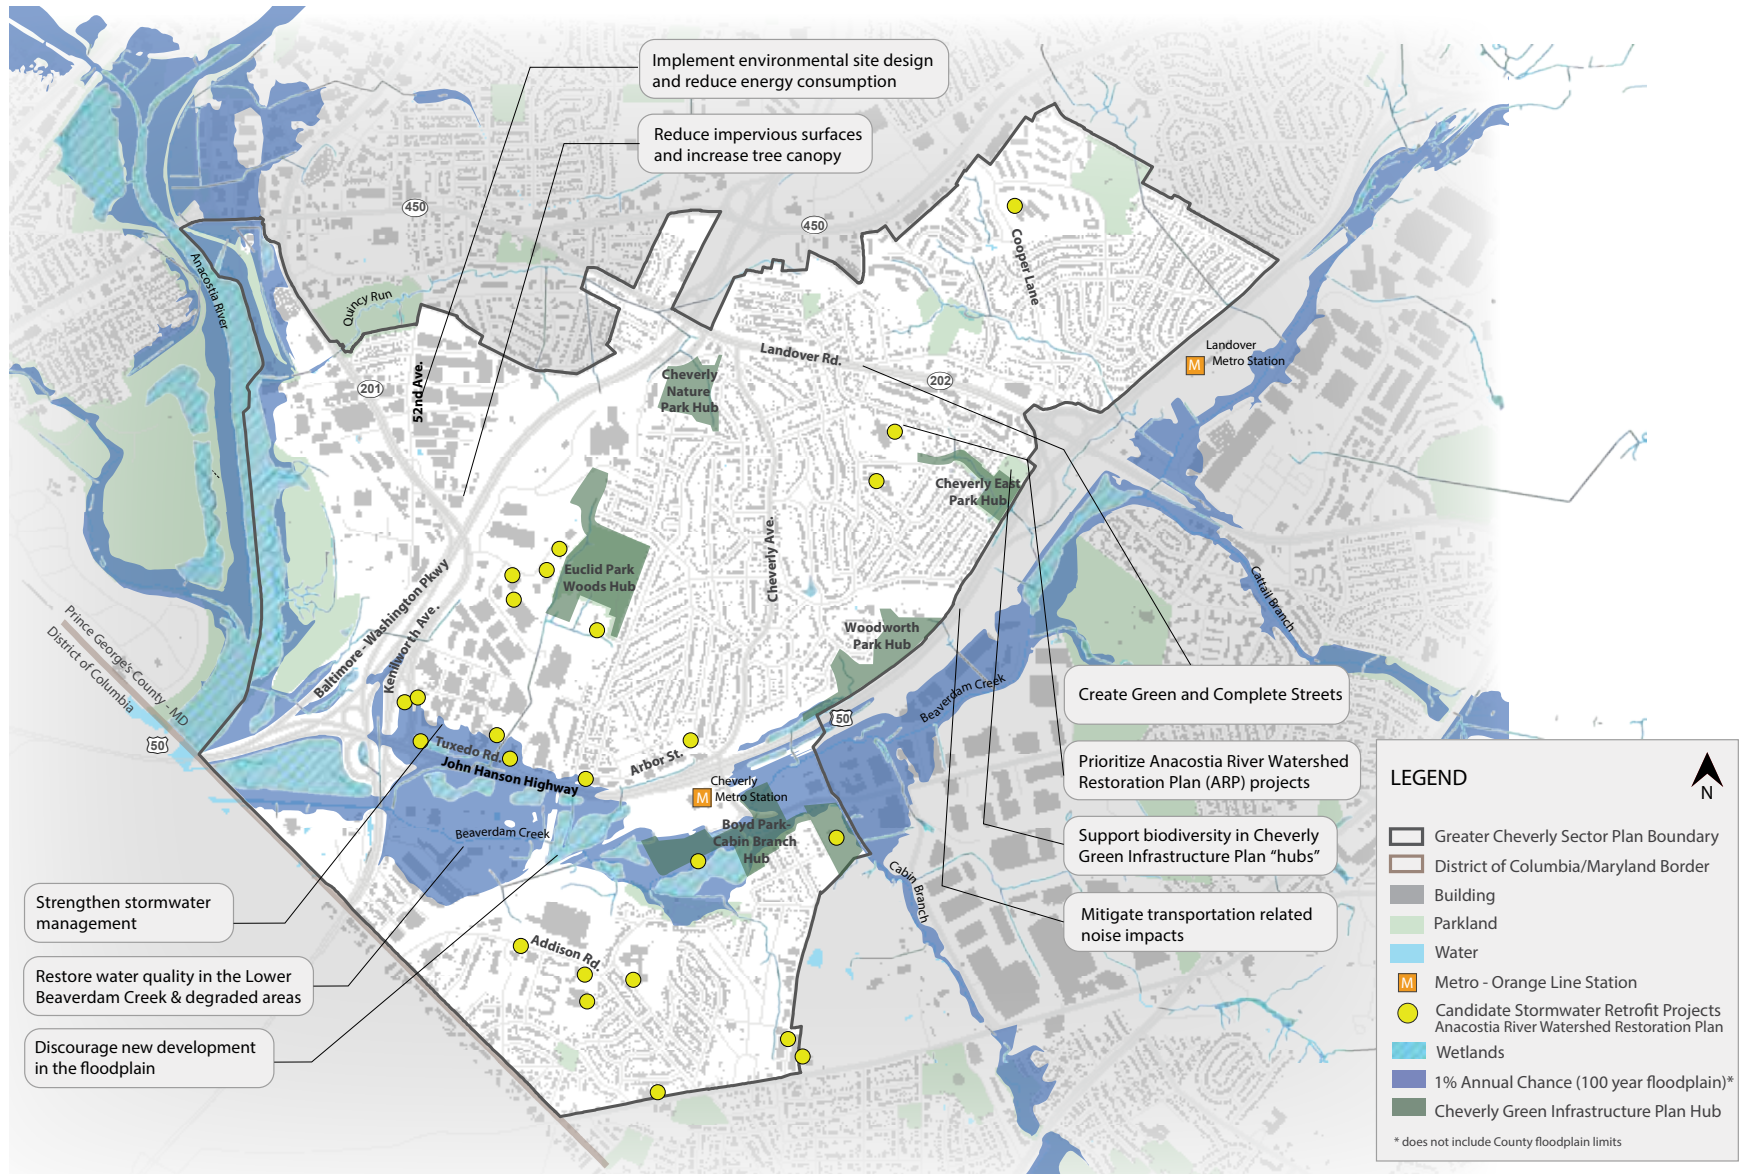 Implement environmental site design
and reduce energy consumption
Reduce impervious surfaces
and increase tree canopy
450
450
Cooper Lane
Anacostia River
Quincy Run
201
52nd Ave.
Landover Rd.
202
Landover
M Metro Station
Cheverly
Nature
Park Hub
Cheverly East
Park Hub
Cheverly Ave.
Euclid Park
Woods Hub
Woodworth
Park Hub
Cattail Branch
Baltimore - Washington Pkwy
Kenilworth Ave.
Prince George's County - MD
District of Columbia
50
50
Beaverdam Creek
Tuxedo Rd.
John Hanson Highway
Arbor St.
Cheverly
M Metro Station
Beaverdam Creek
Boyd Park-
Cabin Branch
Hub
Cabin Branch
Addison Rd.
Create Green and Complete Streets
Prioritize Anacostia River Watershed
Restoration Plan (ARP) projects
Support biodiversity in Cheverly
Green Infrastructure Plan “hubs”
Mitigate transportation related
noise impacts
Strengthen stormwater
management
Restore water quality in the Lower
Beaverdam Creek & degraded areas
Discourage new development
in the floodplain
LEGEND
N
Greater Cheverly Sector Plan Boundary
District of Columbia/Maryland Border
Building
Parkland
Water
M Metro - Orange Line Station
Candidate Stormwater Retrofit Projects
Anacostia River Watershed Restoration Plan
Wetlands
1% Annual Chance (100 year floodplain)*
Cheverly Green Infrastructure Plan Hub
* does not include County floodplain limits